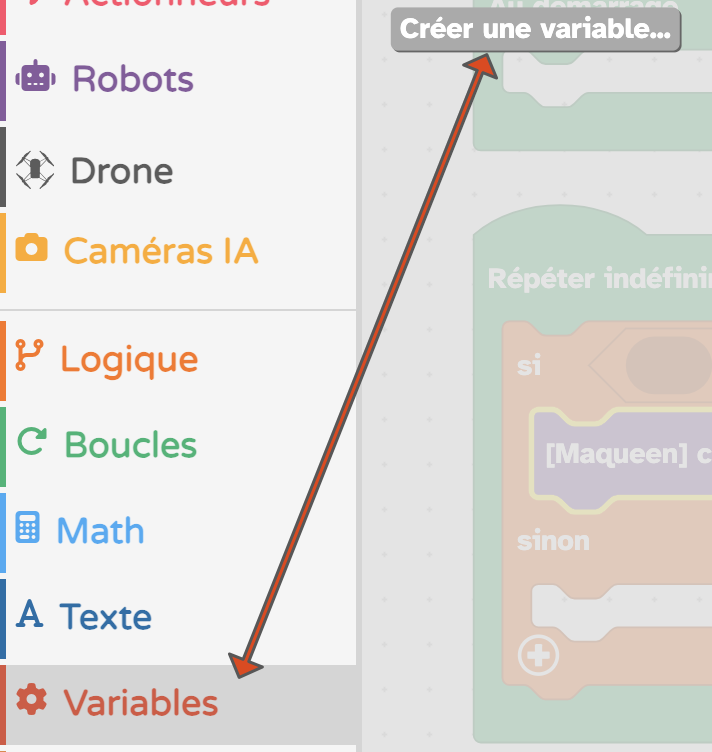 Actionneurs
Robots
Drone
Caméras IA
Logique
Boucles
Math
Texte
Variables
Au démarrage
Créer une variable...
Répéter indéfini
si
[Maqueen] c
sinon